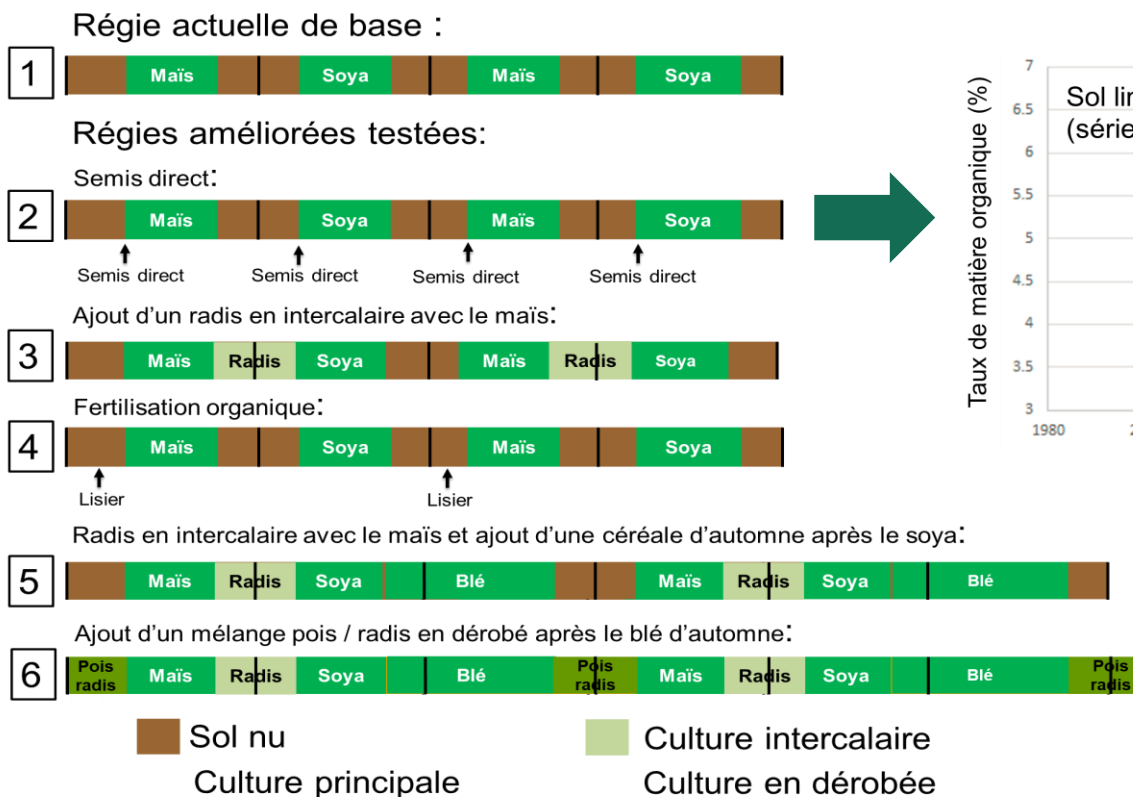 Régie actuelle de base :
1
Maïs Soya Maïs Soya
Régies améliorées testées:
Semis direct:
2
Maïs Soya Maïs Soya
Semis direct Semis direct Semis direct Semis direct
Ajout d'un radis en intercalaire avec le maïs:
3
Maïs Radis Soya Maïs Radis Soya
Fertilisation organique:
4
Maïs Soya Maïs Soya
Lisier Lisier
Radis en intercalaire avec le maïs et ajout d'une céréale d'automne après le soya:
5
Maïs Radis Soya Blé Maïs Radis Soya Blé
Ajout d'un mélange pois / radis en dérobé après le blé d'automne:
6
Pois radis Maïs Radis Soya Blé Pois radis Maïs Radis Soya Blé Pois radis
Sol nu
Culture intercalaire
Culture principale
Culture en dérobée
Taux de matière organique (%)
7
6.5
6
5.5
5
4.5
4
3.5
3
1980
Sol
(série